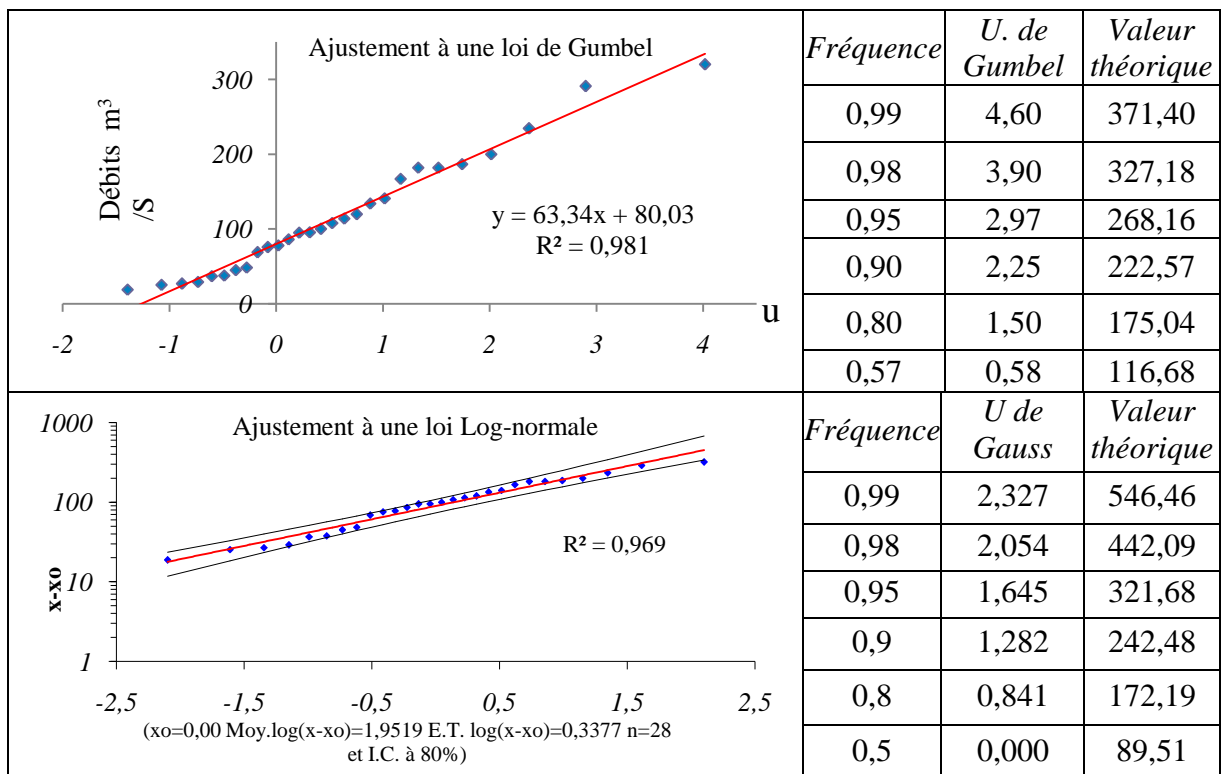 Ajustement à une loi de Gumbel
Débits m³
/S
300
200
100
0
-2 -1 0 1 2 3 4
u
y = 63,34x + 80,03
R² = 0,981
Fréquence U. de Gumbel Valeur théorique
0,99 4,60 371,40
0,98 3,90 327,18
0,95 2,97 268,16
0,90 2,25 222,57
0,80 1,50 175,04
0,57 0,58 116,68
Ajustement à une loi Log-normale
x-xo
1000
100
10
1
R² = 0,969
-2,5 -1,5 -0,5 0,5 1,5 2,5
(xo=0,00 Moy.log(x-xo)=1,9519 E.T. log(x-xo)=0,3377 n=28
et I.C. à 80%)
Fréquence U de Gauss Valeur théorique
0,99 2,327 546,46
0,98 2,054 442,09
0,95 1,645 321,68
0,9 1,282 242,48
0,8 0,841 172,19
0,5 0,000 89,51